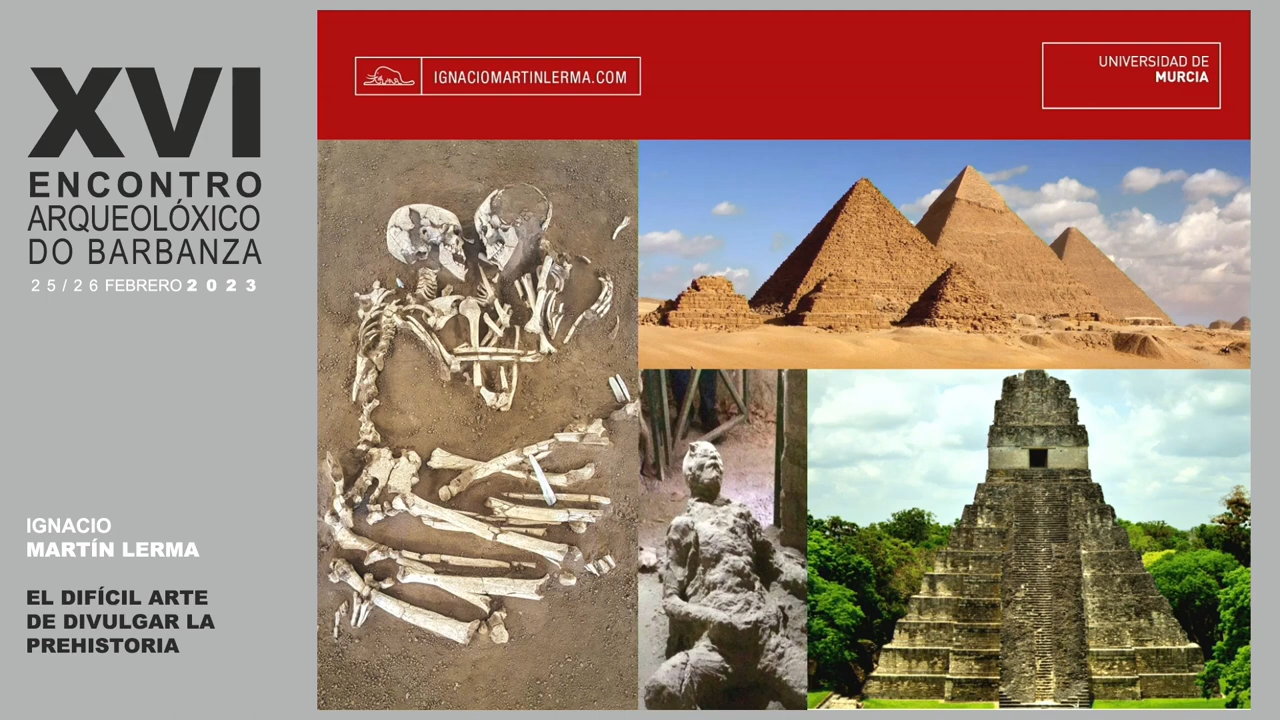 XVI
ENCONTRO
ARQUEOLÓXICO
DO BARBANZA
25/26 FEBRERO 2023
IGNACIO
MARTÍN LERMA
EL DIFÍCIL ARTE
DE DIVULGAR LA
PREHISTORIA
IGNACIOMARTINLERMA.COM
UNIVERSIDAD DE
MURCIA